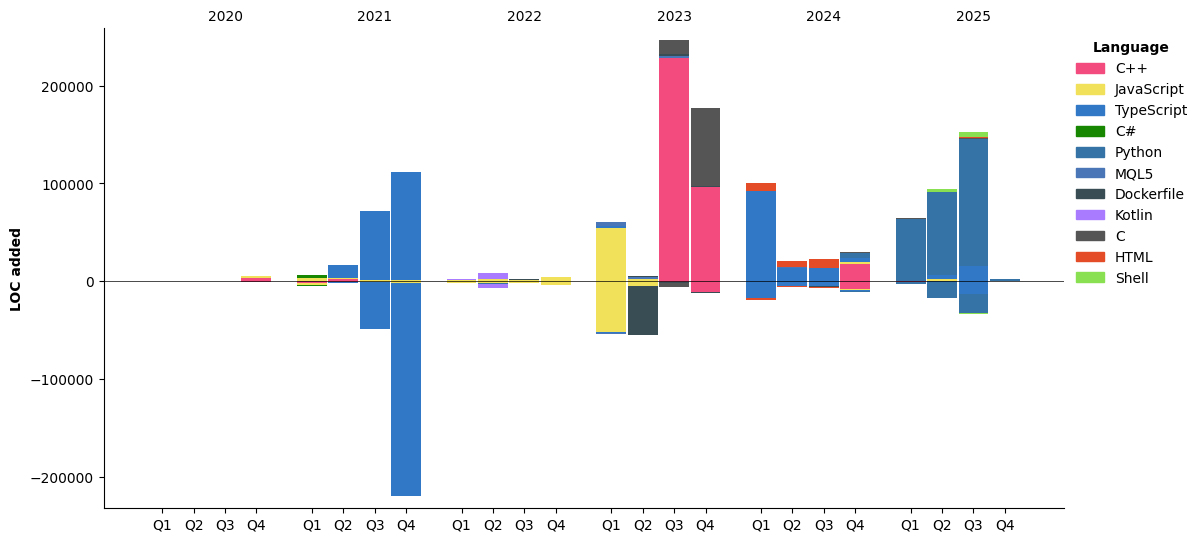 2020 2021 2022 2023 2024 2025
Language
C++
JavaScript
TypeScript
C#
Python
MQL5
Dockerfile
Kotlin
C
HTML
Shell
LOC added
200000
100000
0
−100000
−200000
Q1 Q2 Q3 Q4 Q1 Q2 Q3 Q4 Q1 Q2 Q3 Q4 Q1 Q2 Q3 Q4 Q1 Q2 Q3 Q4 Q1 Q2 Q3 Q4